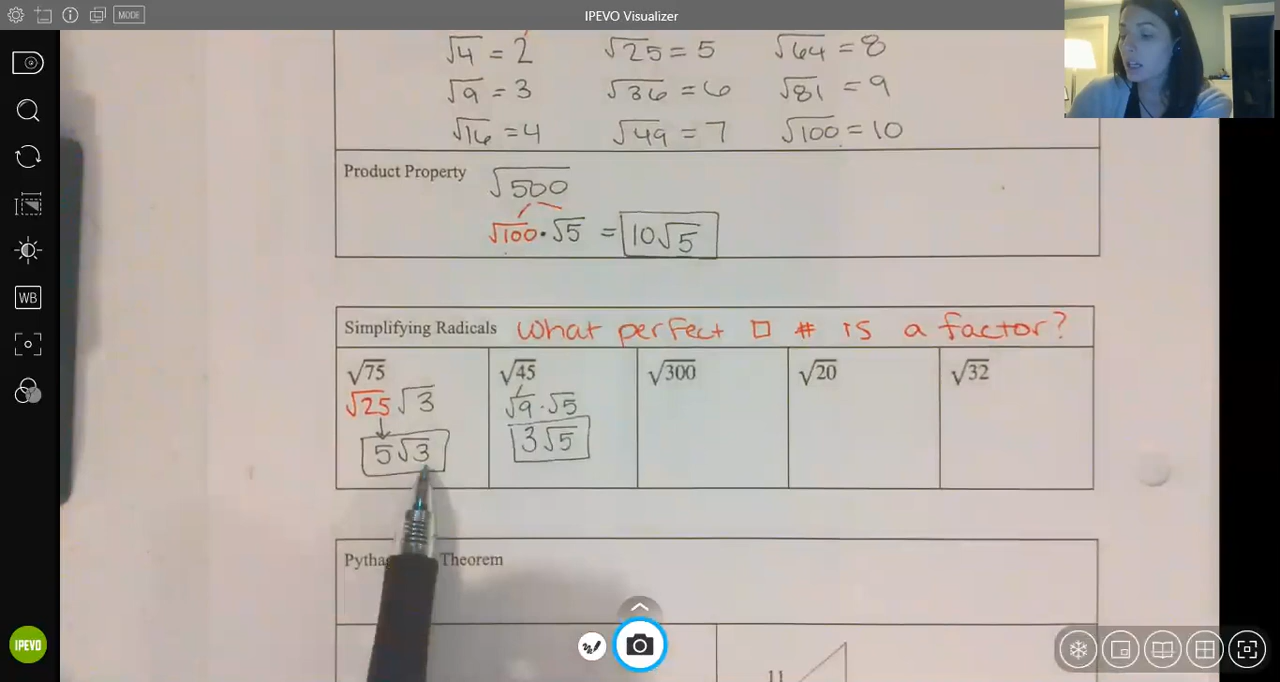 IPEVO Visualizer
MODE
WB
IPEVO
√4 = 2 √25 = 5 √64 = 8
√9 = 3 √36 = 6 √81 = 9
√16 = 4 √49 = 7 √100 = 10
Product Property √500
√100 · √5 = 10√5
Simplifying Radicals What perfect □ # is a factor?
√75 √45 √300 √20 √32
√25 √3 √9 · √5
5√3 3√5
Theorem
11